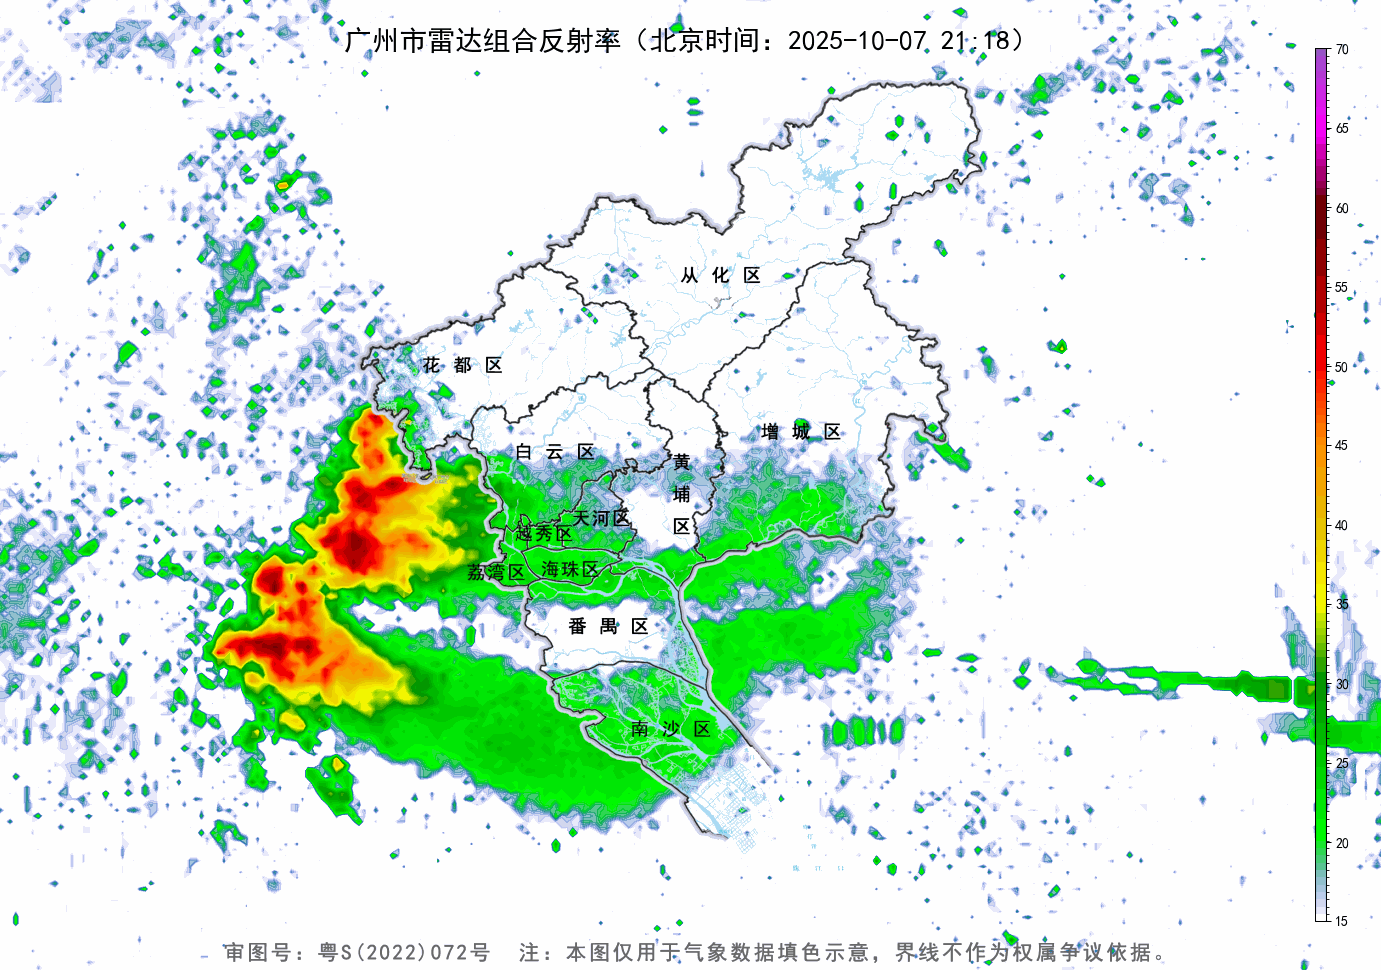 广州市雷达组合反射率（北京时间：2025-10-07 21:18）
70
65
60
55
50
45
40
35
30
25
20
15
从化区
花都区
增城区
白云区
黄埔区
天河区
越秀区
海珠区
荔湾区
番禺区
南沙区
审图号：粤S(2022)072号 注：本图仅用于气象数据填色示意，界线不作为权属争议依据。